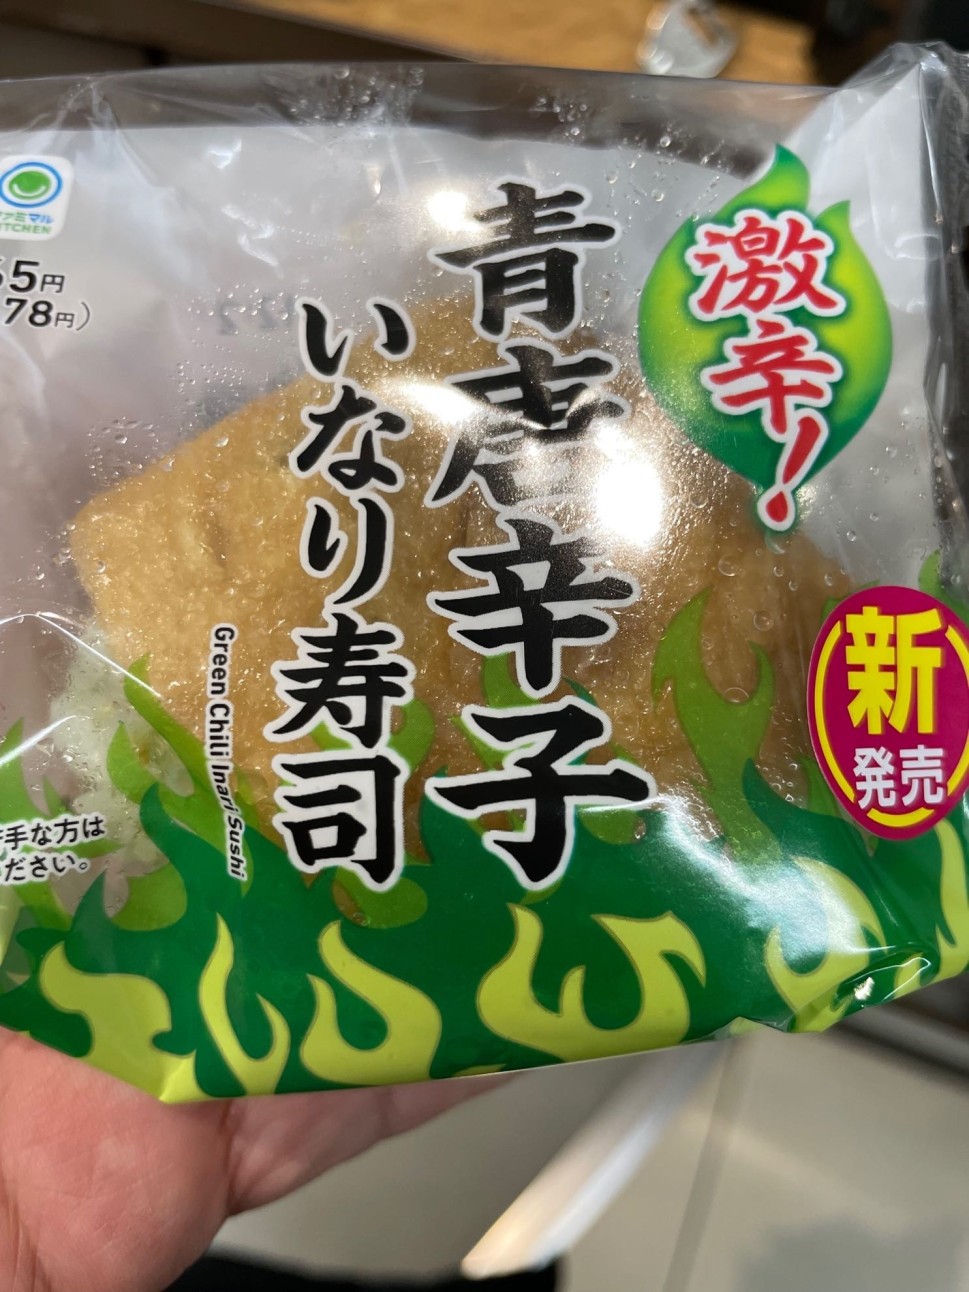 激辛!
青唐辛子
いなり寿司
Green Chili Inari Sushi
新
発売
ファミマル
KITCHEN
5円
78円)
手な方は
ださい。